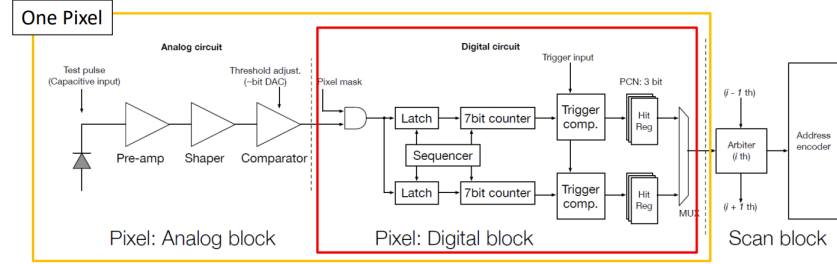 One Pixel
Analog circuit
Digital circuit
Test pulse
(Capacitive input)
Threshold adjust.
(~bit DAC)
Pixel mask
Trigger input
PCN: 3 bit
Pre-amp
Shaper
Comparator
Latch
7bit counter
Trigger
comp.
Hit
Reg
Sequencer
Latch
7bit counter
Trigger
comp.
Hit
Reg
MUX
(i - 1 th)
Arbiter
(i th)
(i + 1 th)
Address
encoder
Pixel: Analog block
Pixel: Digital block
Scan block